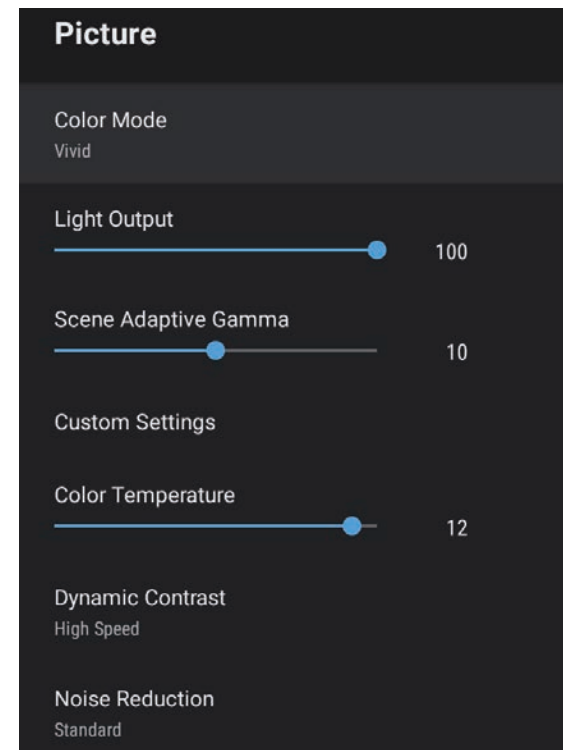 Picture
Color Mode
Vivid
Light Output
100
Scene Adaptive Gamma
10
Custom Settings
Color Temperature
12
Dynamic Contrast
High Speed
Noise Reduction
Standard